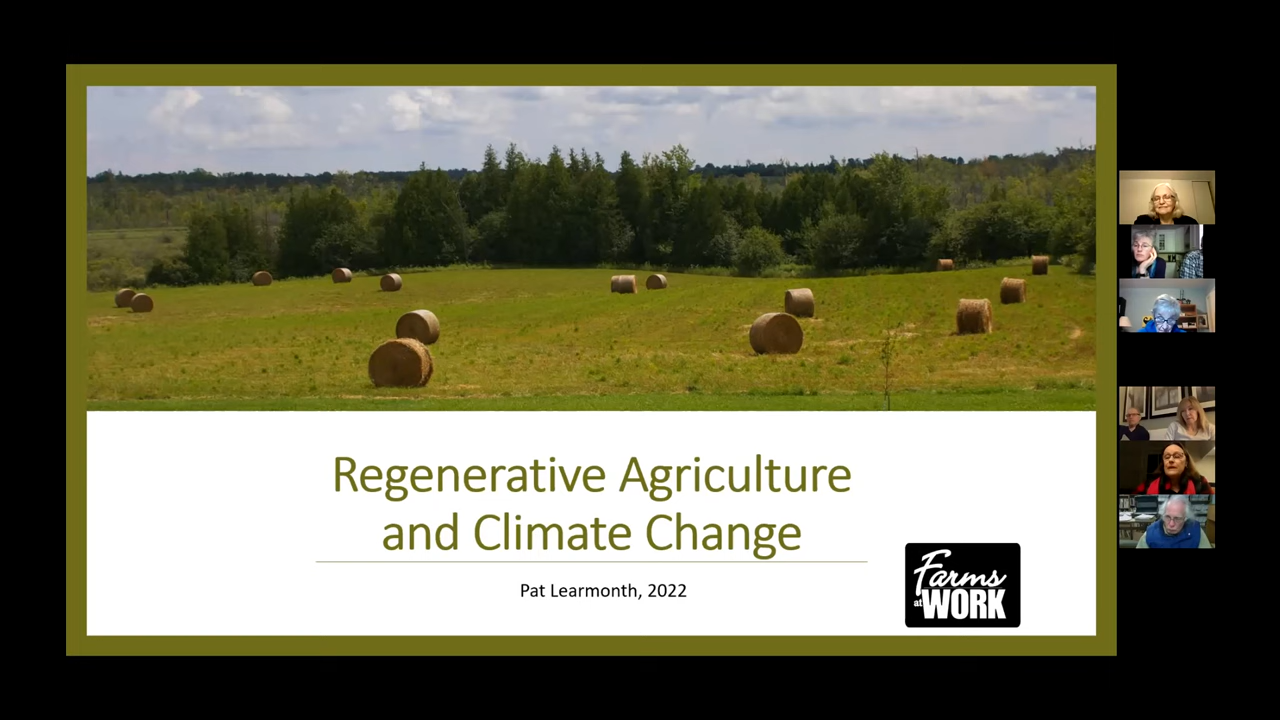 Regenerative Agriculture
and Climate Change
Pat Learmonth, 2022
Farms
at WORK